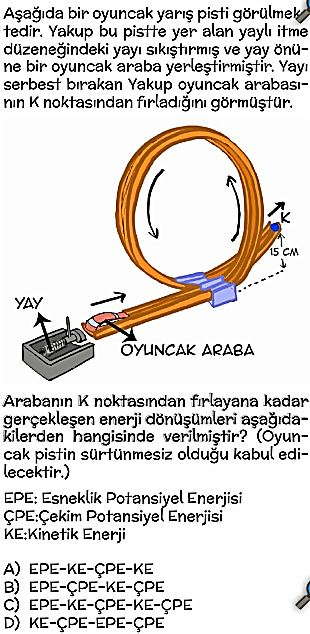 Aşağıda bir oyuncak yarış pisti görülmek
tedir. Yakup bu pistte yer alan yaylı itme
düzeneğindeki yayı sıkıştırmış ve yay önü-
ne bir oyuncak araba yerleştirmiştir. Yayı
serbest bırakan Yakup oyuncak arabası-
nın K noktasından fırladığını görmüştür.
K
15 CM
YAY
OYUNCAK ARABA
Arabanın K noktasından fırlayana kadar
gerçekleşen enerji dönüşümleri aşağıda-
kilerden hangisinde verilmiştir? (Oyun-
cak pistin sürtünmesiz olduğu kabul edi-
lecektir.)
EPE: Esneklik Potansiyel Enerjisi
ÇPE:Çekim Potansiyel Enerjisi
KE:Kinetik Enerji
A) EPE-KE-ÇPE-KE
B) EPE-ÇPE-KE-ÇPE
C) EPE-KE-ÇPE-KE-ÇPE
D) KE-ÇPE-EPE-ÇPE